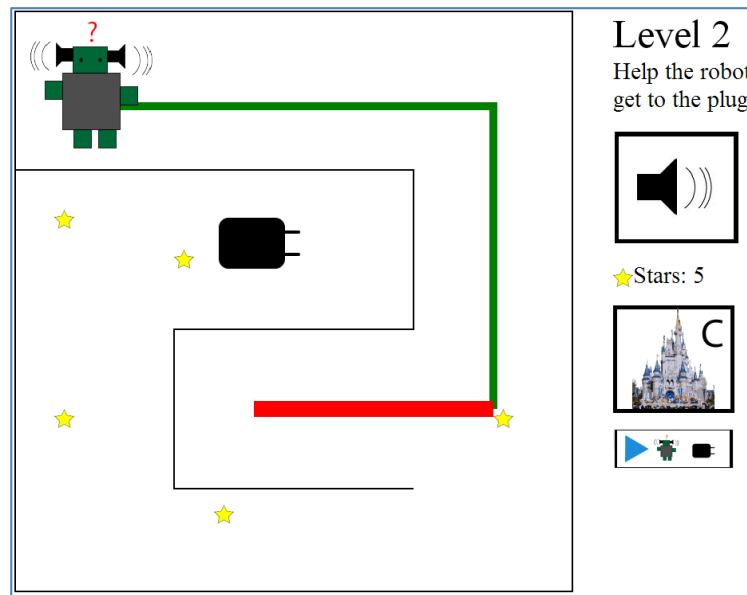 ?
Level 2
Help the robot
get to the plug
Stars: 5
C